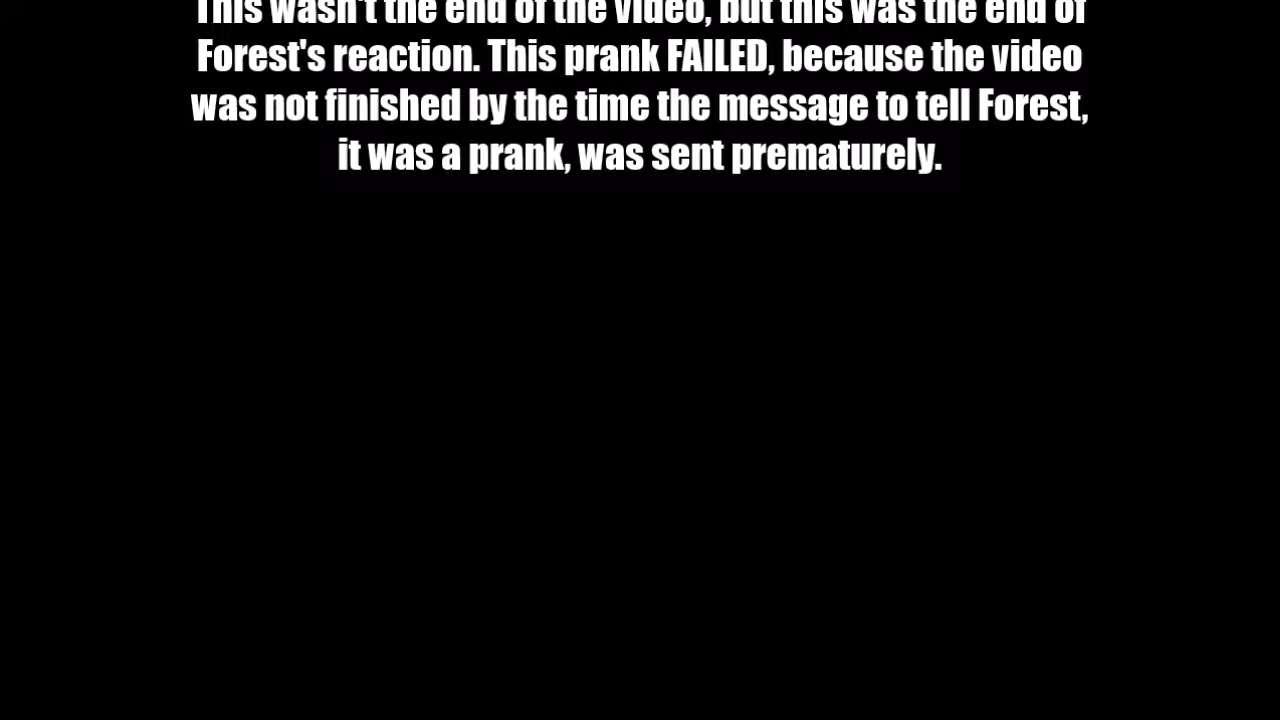 This wasn't the end of the video, but this was the end of
Forest's reaction. This prank FAILED, because the video
was not finished by the time the message to tell Forest,
it was a prank, was sent prematurely.